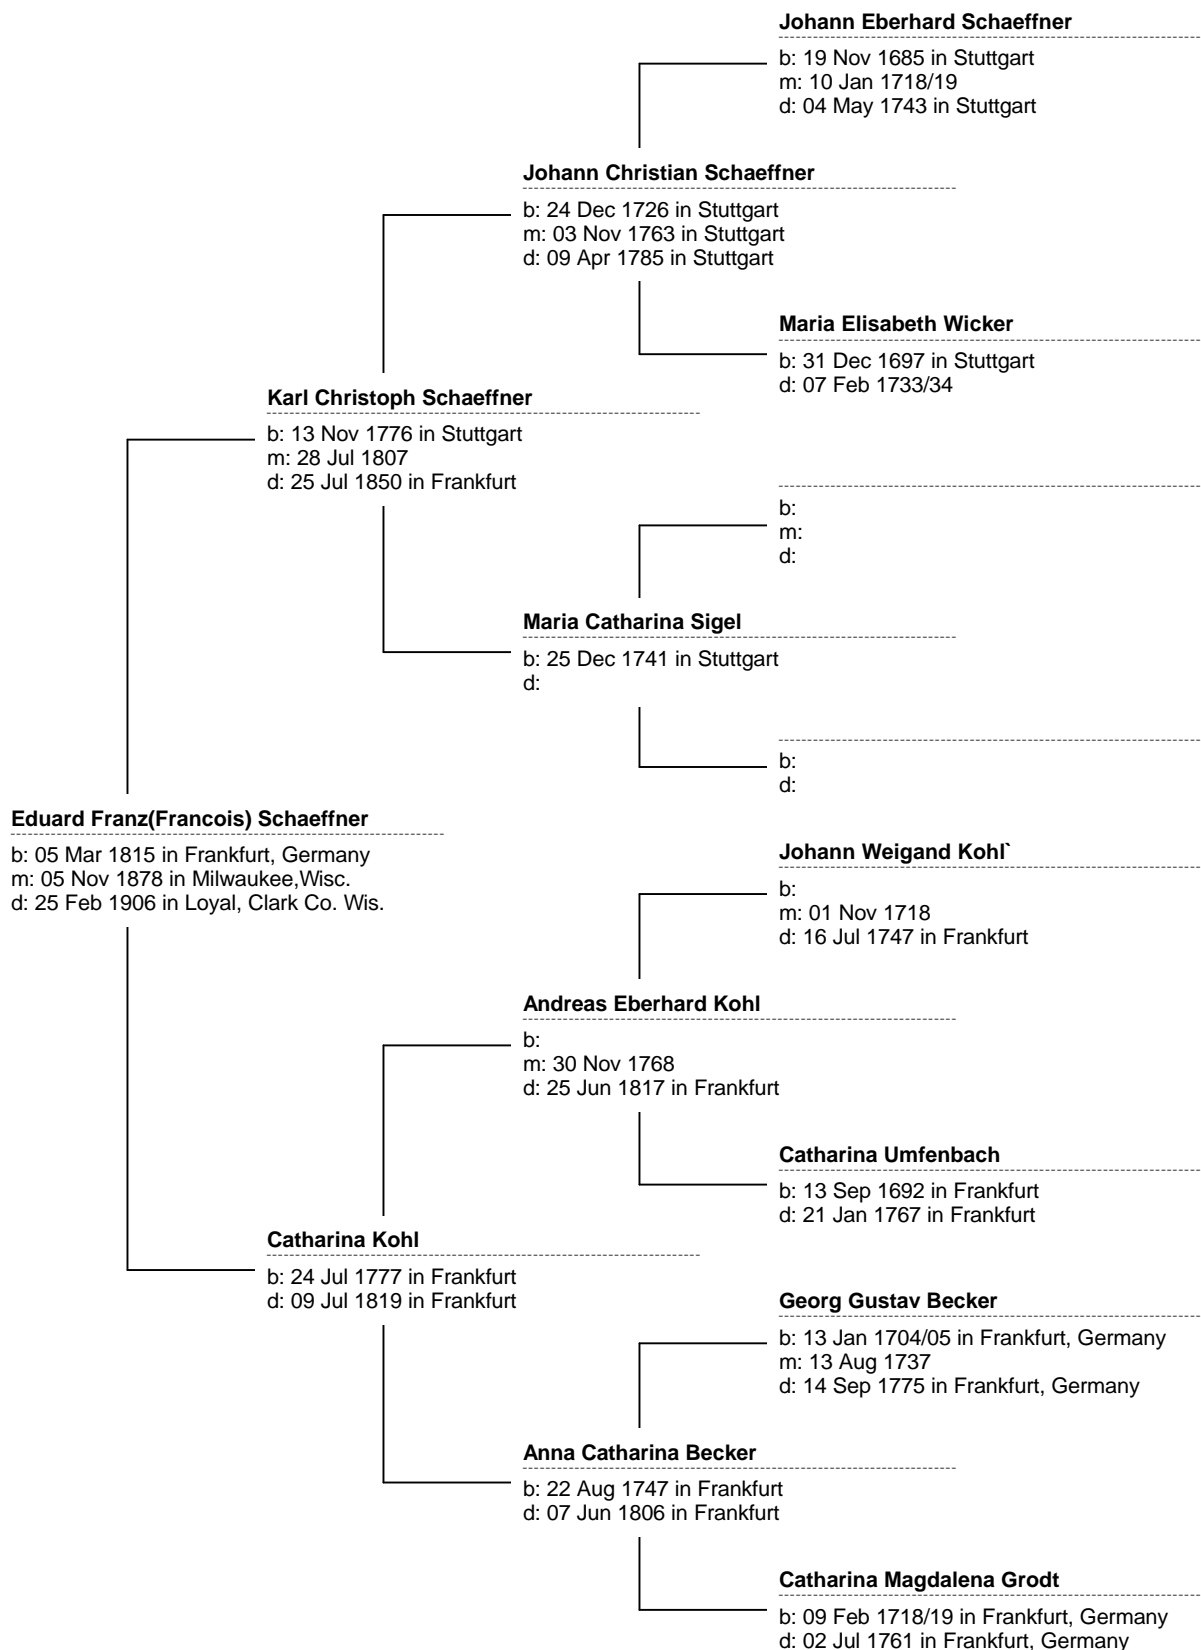 Johann Eberhard Schaeffner
b: 19 Nov 1685 in Stuttgart
m: 10 Jan 1718/19
d: 04 May 1743 in Stuttgart
Johann Christian Schaeffner
b: 24 Dec 1726 in Stuttgart
m: 03 Nov 1763 in Stuttgart
d: 09 Apr 1785 in Stuttgart
Maria Elisabeth Wicker
b: 31 Dec 1697 in Stuttgart
d: 07 Feb 1733/34
Karl Christoph Schaeffner
b: 13 Nov 1776 in Stuttgart
m: 28 Jul 1807
d: 25 Jul 1850 in Frankfurt
b:
m:
d:
Maria Catharina Sigel
b: 25 Dec 1741 in Stuttgart
d:
b:
d:
Eduard Franz(Francois) Schaeffner
b: 05 Mar 1815 in Frankfurt, Germany
m: 05 Nov 1878 in Milwaukee,Wisc.
d: 25 Feb 1906 in Loyal, Clark Co. Wis.
Johann Weigand Kohl`
b:
m: 01 Nov 1718
d: 16 Jul 1747 in Frankfurt
Andreas Eberhard Kohl
b:
m: 30 Nov 1768
d: 25 Jun 1817 in Frankfurt
Catharina Umfenbach
b: 13 Sep 1692 in Frankfurt
d: 21 Jan 1767 in Frankfurt
Catharina Kohl
b: 24 Jul 1777 in Frankfurt
d: 09 Jul 1819 in Frankfurt
Georg Gustav Becker
b: 13 Jan 1704/05 in Frankfurt, Germany
m: 13 Aug 1737
d: 14 Sep 1775 in Frankfurt, Germany
Anna Catharina Becker
b: 22 Aug 1747 in Frankfurt
d: 07 Jun 1806 in Frankfurt
Catharina Magdalena Grodt
b: 09 Feb 1718/19 in Frankfurt, Germany
d: 02 Jul 1761 in Frankfurt, Germany